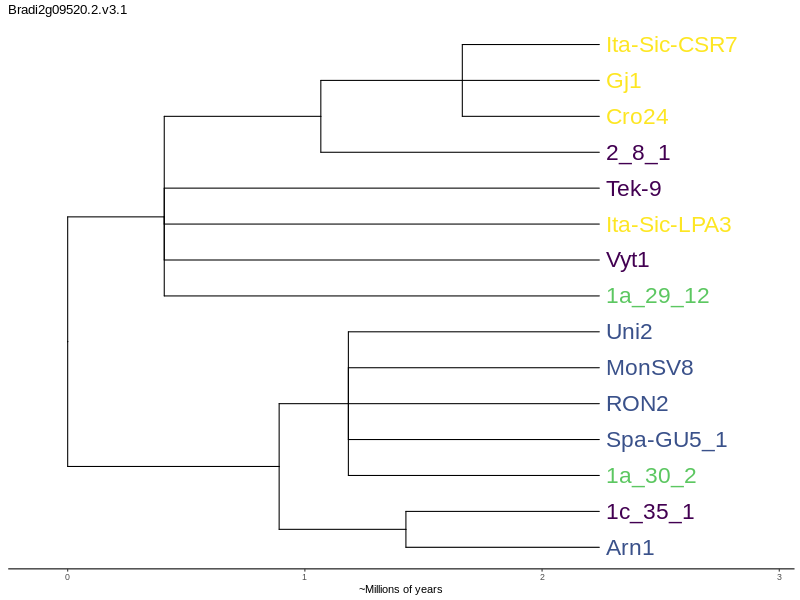 Bradi2g09520.2.v3.1
Ita-Sic-CSR7
Gj1
Cro24
2_8_1
Tek-9
Ita-Sic-LPA3
Vyt1
1a_29_12
Uni2
MonSV8
RON2
Spa-GU5_1
1a_30_2
1c_35_1
Arn1
0 1 2 3
~Millions of years